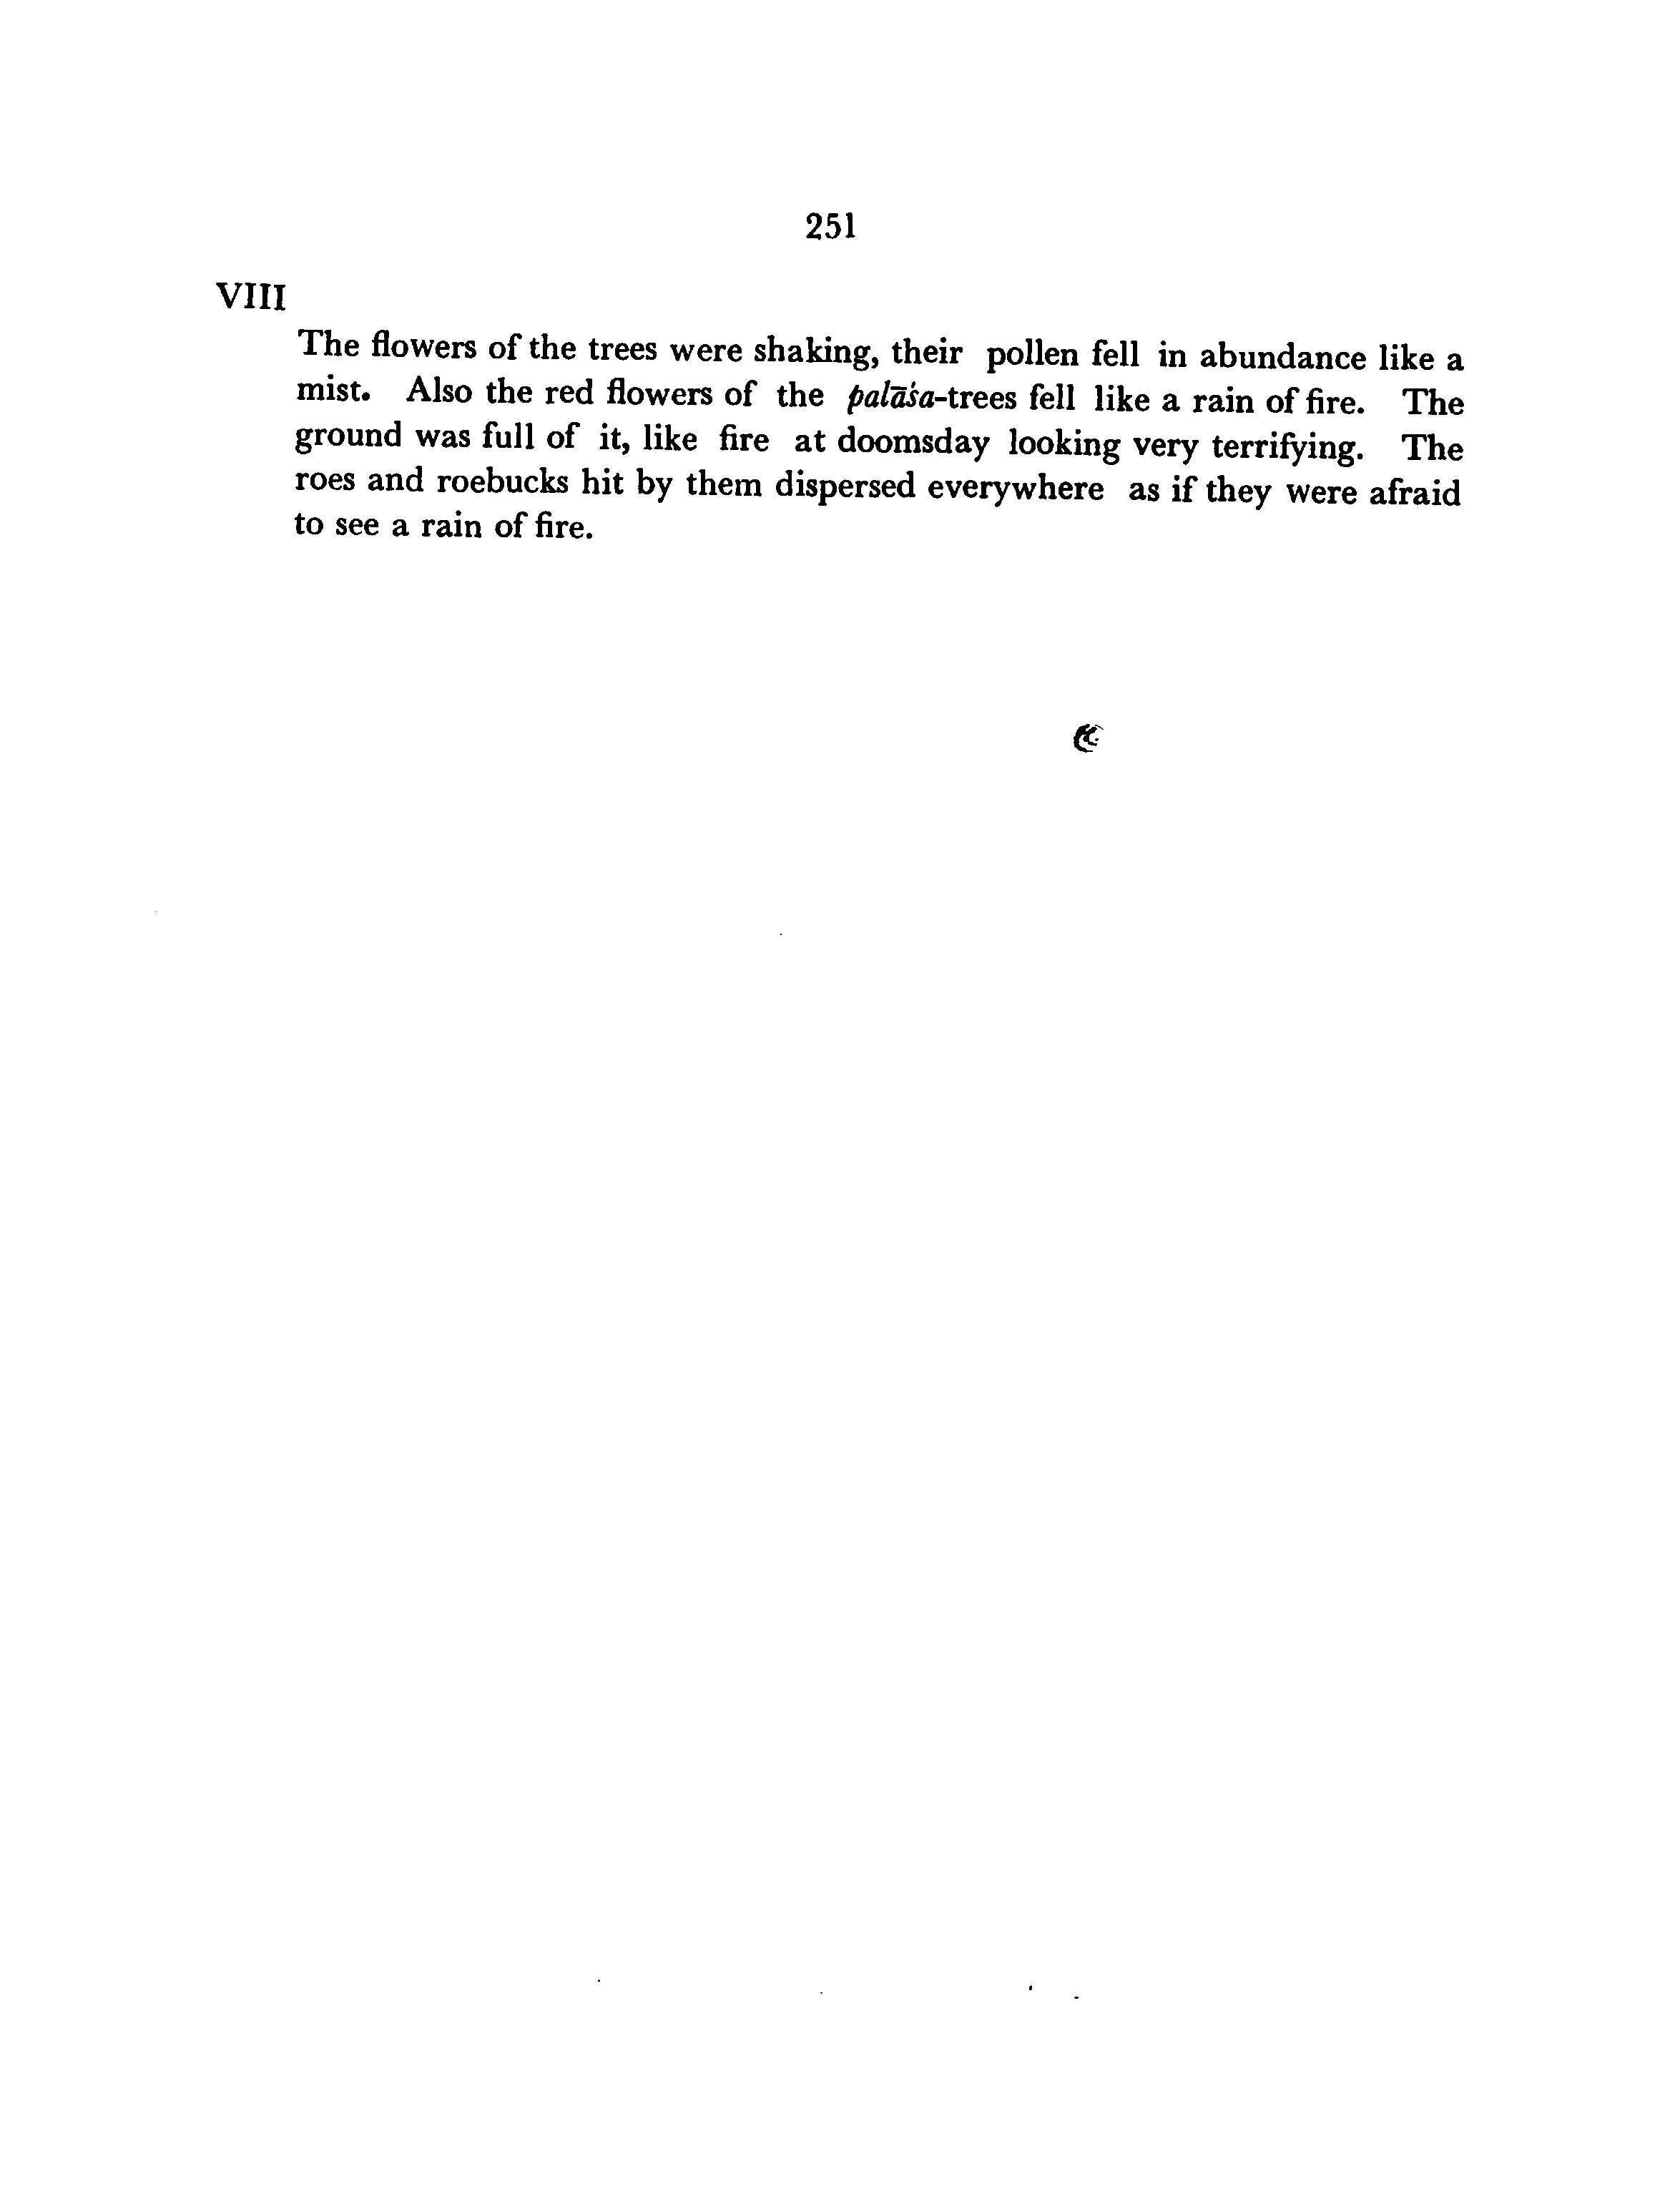 251
VIII
The flowers of the trees were shaking, their pollen fell in abundance like a
mist. Also the red flowers of the palāśa-trees fell like a rain of fire. The
ground was full of it, like fire at doomsday looking very terrifying. The
roes and roebucks hit by them dispersed everywhere as if they were afraid
to see a rain of fire.